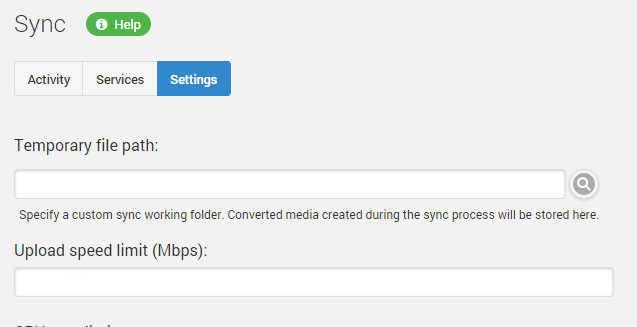 Sync
Help
Activity Services Settings
Temporary file path:
Specify a custom sync working folder. Converted media created during the sync process will be stored here.
Upload speed limit (Mbps):